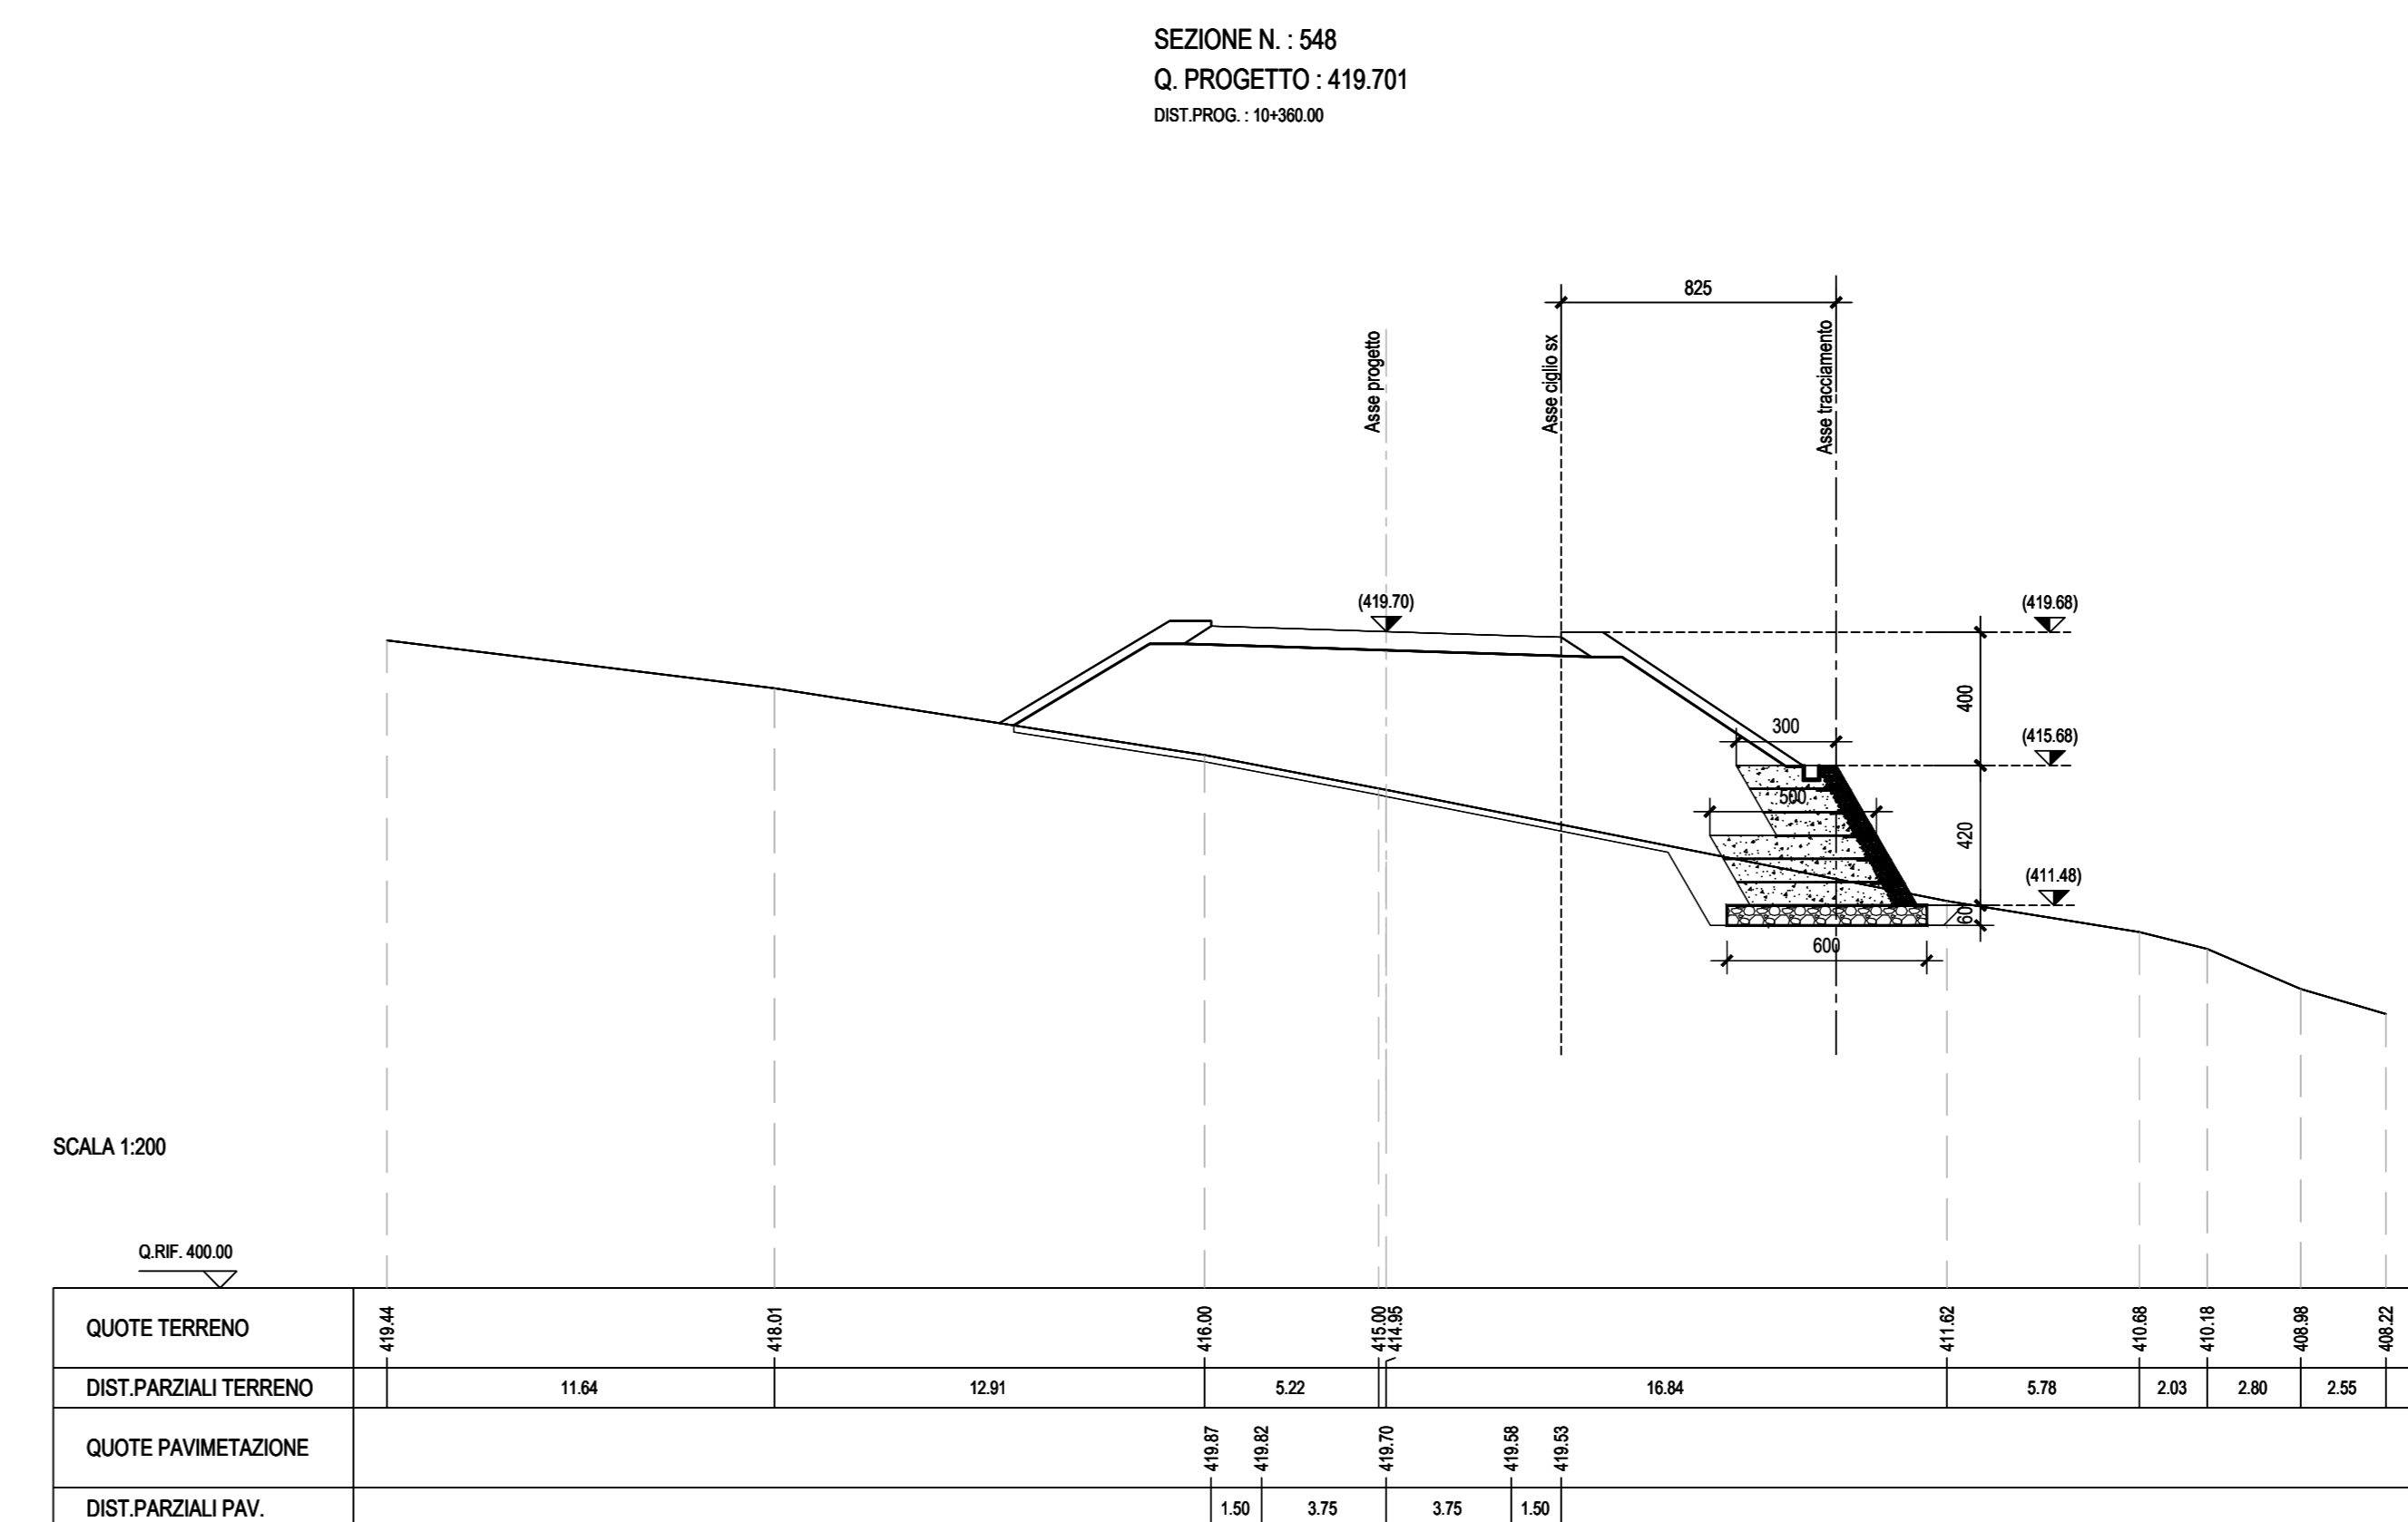 SEZIONE N. : 548
Q. PROGETTO : 419.701
DIST.PROG. : 10+360.00
825
Asse progetto
Asse ciglio sx
Asse tracciamento
(419.70)
(419.68)
400
300
(415.68)
500
420
(411.48)
60
600
SCALA 1:200
Q.RIF. 400.00
QUOTE TERRENO 419.44 418.01 416.00 415.00 414.95 411.62 410.68 410.18 408.98 408.22
DIST.PARZIALI TERRENO 11.64 12.91 5.22 16.84 5.78 2.03 2.80 2.55
QUOTE PAVIMETAZIONE 419.87 419.82 419.70 419.58 419.53
DIST.PARZIALI PAV. 1.50 3.75 3.75 1.50